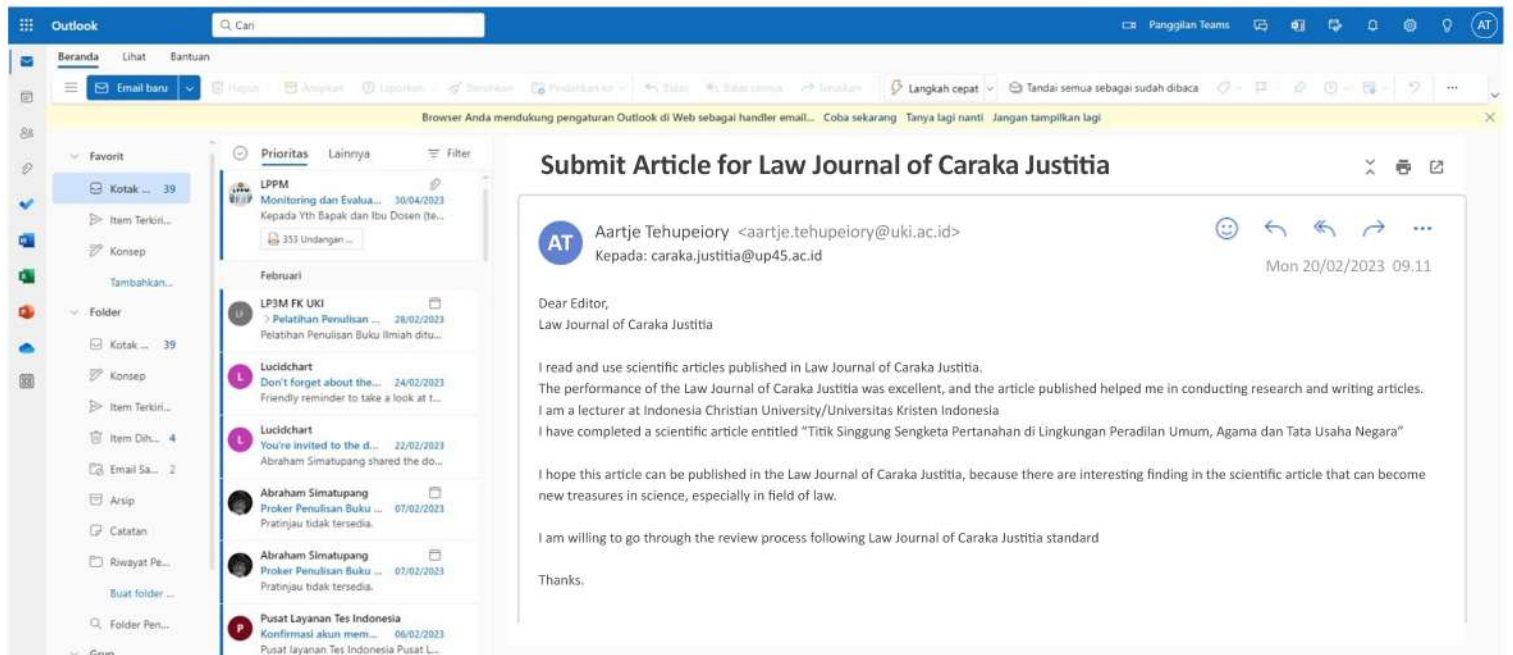 Outlook
Cari
Panggilan Teams
AT
Beranda Lihat Bantuan
Email baru
Hapus
Arsipkan
Laporkan
Bersihkan
Pindahkan ke
Balas
Balas semua
Teruskan
Langkah cepat
Tandai semua sebagai sudah dibaca
Browser Anda mendukung pengaturan Outlook di Web sebagai handler email... Coba sekarang Tanya lagi nanti Jangan tampilkan lagi
Favorit
Kotak ... 39
Item Terkiri...
Konsep
Tambahkan...
Folder
Kotak ... 39
Konsep
Item Terkiri...
Item Dih... 4
Email Sa... 2
Arsip
Catatan
Riwayat Pe...
Buat folder ...
Folder Pen...
Grup
Prioritas Lainnya Filter
LPPM
Monitoring dan Evalua... 30/04/2023
Kepada Yth Bapak dan Ibu Dosen (te...
353 Undangan ...
Februari
LP3M FK UKI
> Pelatihan Penulisan ... 28/02/2023
Pelatihan Penulisan Buku Ilmiah ditu...
L
Lucidchart
Don't forget about the... 24/02/2023
Friendly reminder to take a look at t...
L
Lucidchart
You're invited to the d... 22/02/2023
Abraham Simatupang shared the do...
Abraham Simatupang
Proker Penulisan Buku ... 07/02/2023
Pratinjau tidak tersedia.
Abraham Simatupang
Proker Penulisan Buku ... 07/02/2023
Pratinjau tidak tersedia.
P
Pusat Layanan Tes Indonesia
Konfirmasi akun mem... 06/02/2023
Pusat layanan Tes Indonesia Pusat L...
Submit Article for Law Journal of Caraka Justitia
AT
Aartje Tehupeiory <aartje.tehupeiory@uki.ac.id>
Kepada: caraka.justitia@up45.ac.id
Mon 20/02/2023 09.11
Dear Editor,
Law Journal of Caraka Justitia
I read and use scientific articles published in Law Journal of Caraka Justitia.
The performance of the Law Journal of Caraka Justitia was excellent, and the article published helped me in conducting research and writing articles.
I am a lecturer at Indonesia Christian University/Universitas Kristen Indonesia
I have completed a scientific article entitled “Titik Singgung Sengketa Pertanahan di Lingkungan Peradilan Umum, Agama dan Tata Usaha Negara”
I hope this article can be published in the Law Journal of Caraka Justitia, because there are interesting finding in the scientific article that can become
new treasures in science, especially in field of law.
I am willing to go through the review process following Law Journal of Caraka Justitia standard
Thanks.